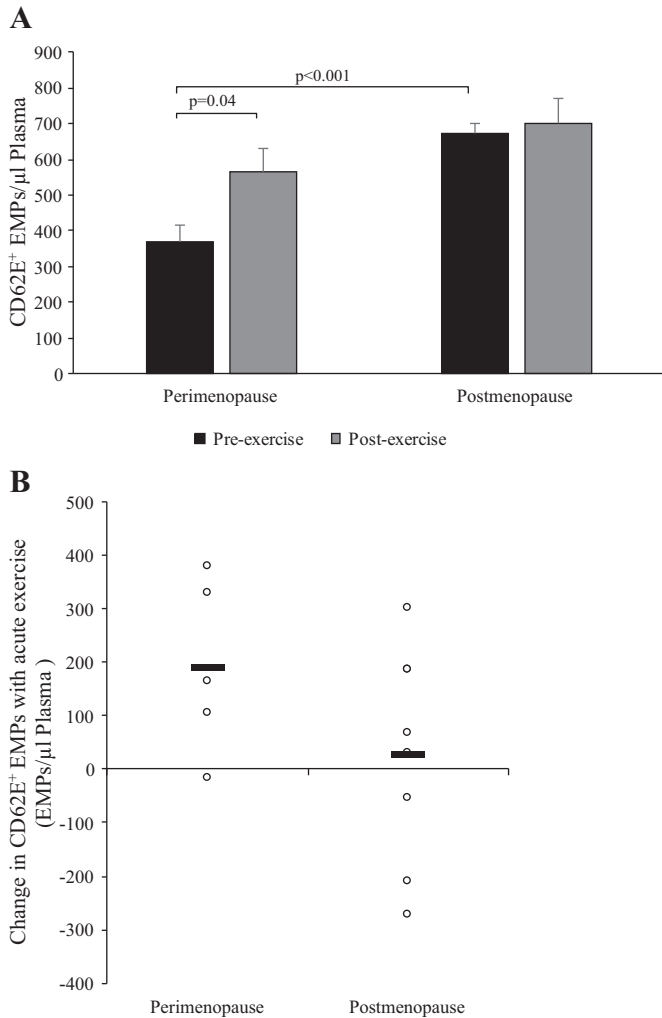 A
900
800
700
600
500
400
300
200
100
0
CD62E+ EMPs/µl Plasma
p<0.001
p=0.04
Perimenopause Postmenopause
Pre-exercise Post-exercise
B
500
400
300
200
100
0
-100
-200
-300
-400
Change in CD62E+ EMPs with acute exercise
(EMPs/µl Plasma )
Perimenopause Postmenopause